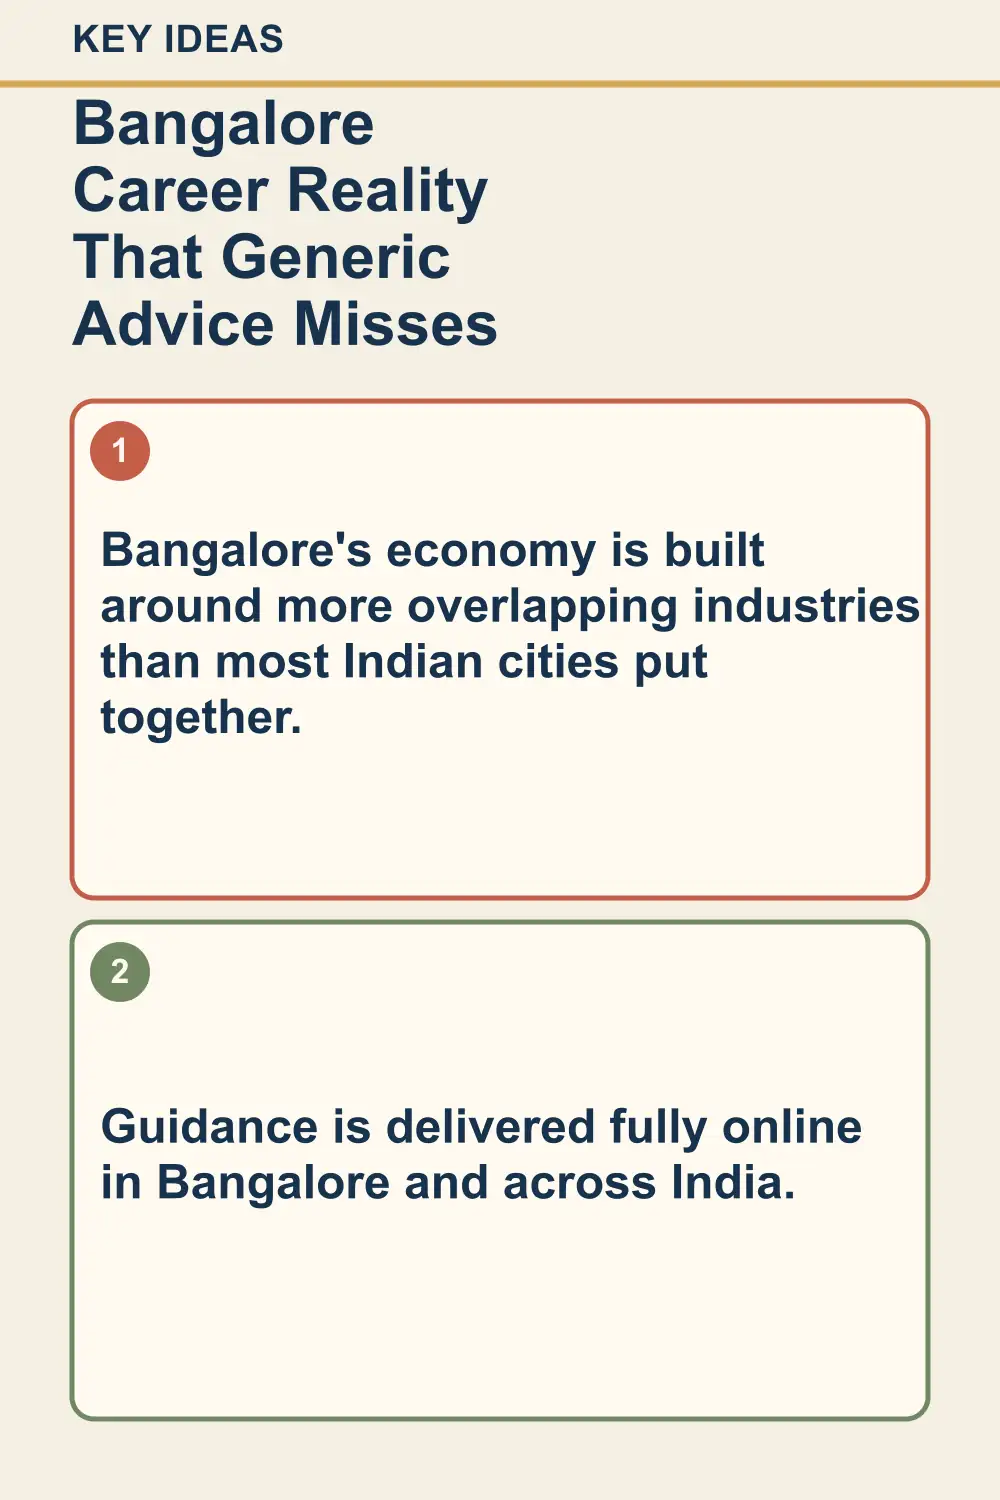 KEY IDEAS
Bangalore
Career Reality
That Generic
Advice Misses
1
Bangalore's economy is built
around more overlapping industries
than most Indian cities put
together.
2
Guidance is delivered fully online
in Bangalore and across India.